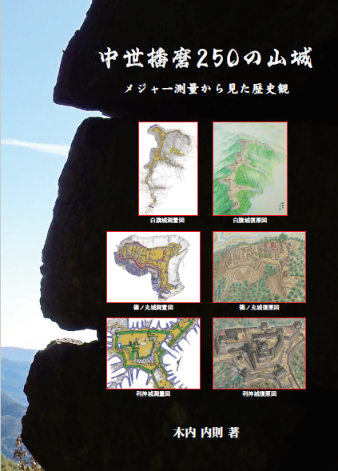 中世播磨250の山城
メジャー測量から見た歴史観
白旗城測量図
白旗城復原図
篠ノ丸城測量図
篠ノ丸城復原図
利神城測量図
利神城復原図
木内 内則 著